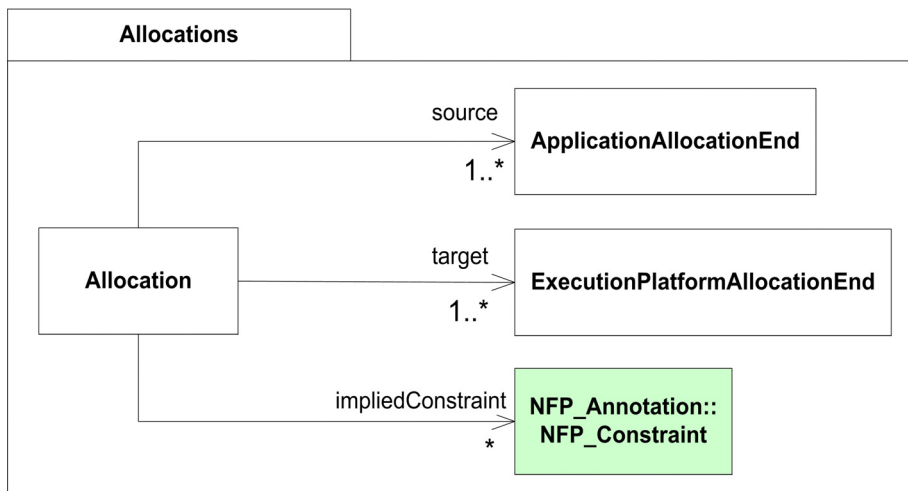 Allocations
source
1..*
ApplicationAllocationEnd
Allocation
target
1..*
ExecutionPlatformAllocationEnd
impliedConstraint
*
NFP_Annotation::
NFP_Constraint